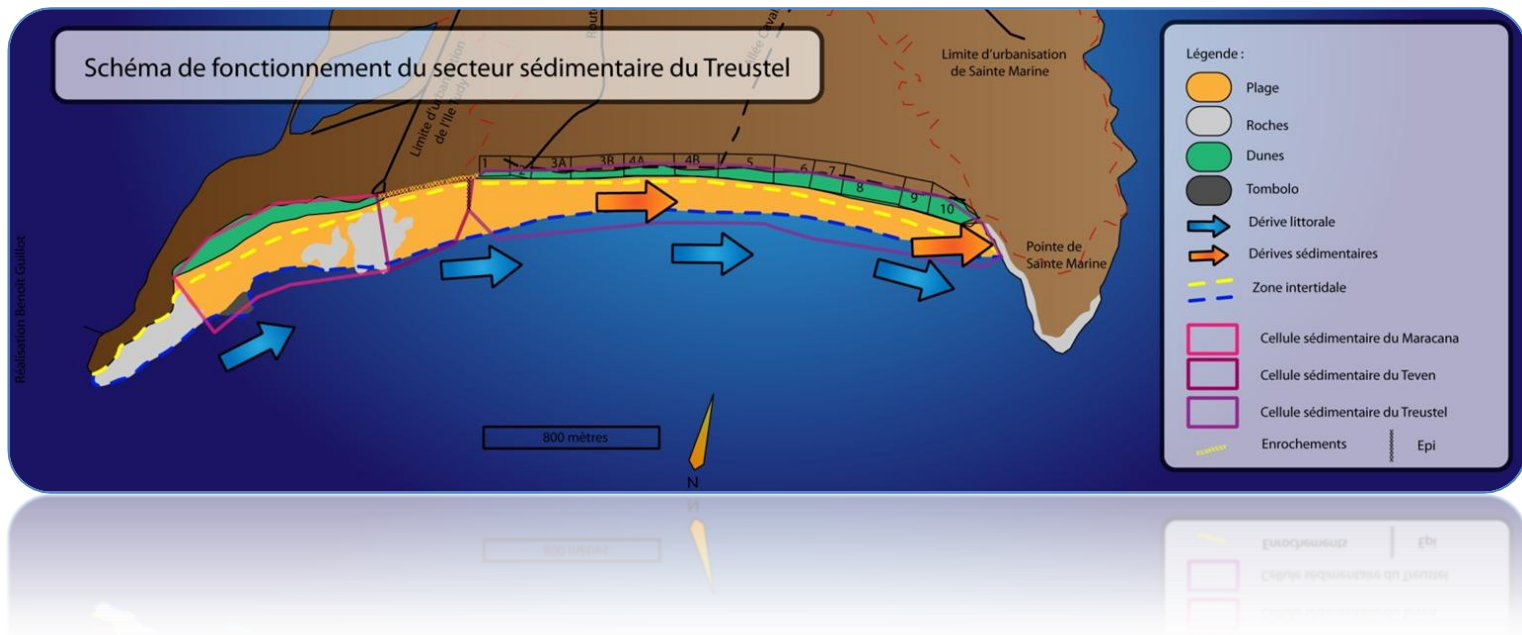 Schéma de fonctionnement du secteur sédimentaire du Treustel
Limite d'urbanisation
de l'Ile Tudy
Route
Allée Caval
Limite d'urbanisation
de Sainte Marine
1
2
3A
3B
4A
4B
5
6
7
8
9
10
Pointe de
Sainte Marine
Réalisation Benoit Guillot
800 mètres
N
Légende :
Plage
Roches
Dunes
Tombolo
Dérive littorale
Dérives sédimentaires
Zone intertidale
Cellule sédimentaire du Maracana
Cellule sédimentaire du Teven
Cellule sédimentaire du Treustel
Enrochements
Epi